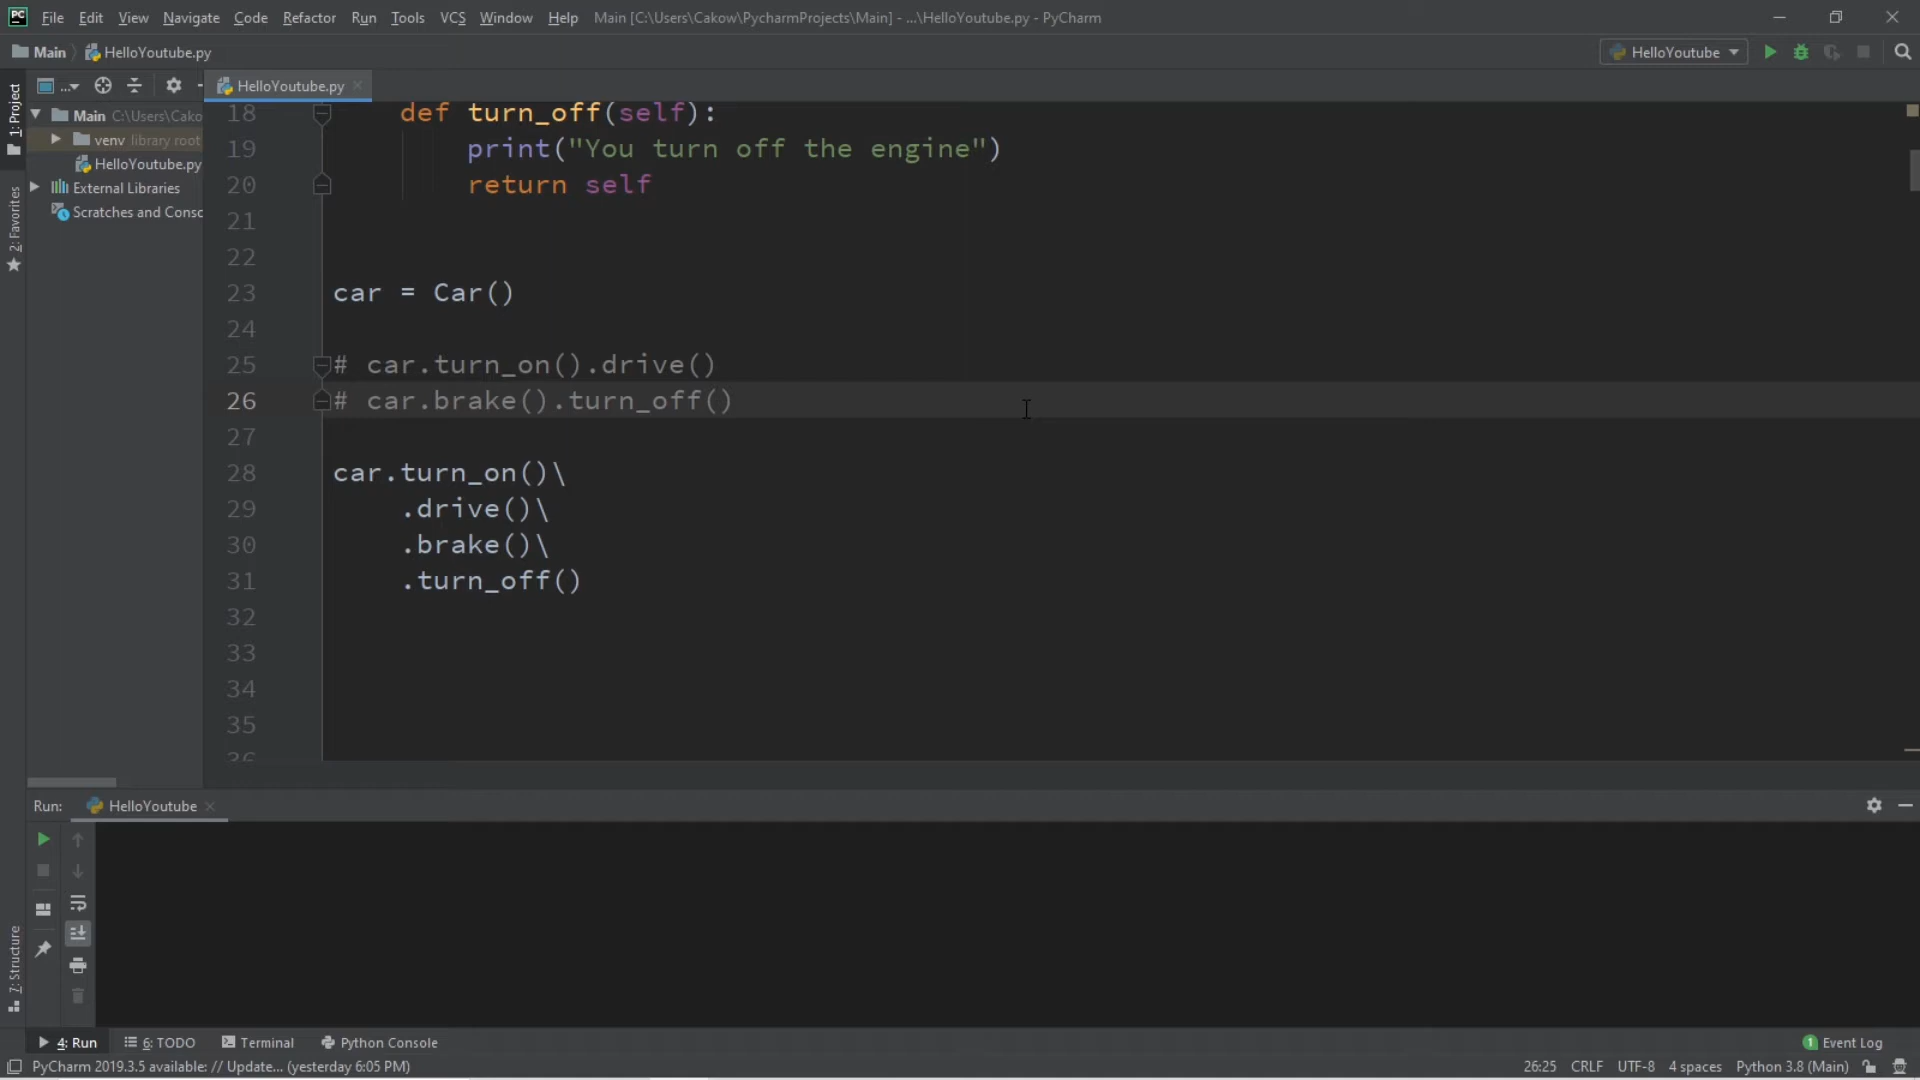 PC File Edit View Navigate Code Refactor Run Tools VCS Window Help Main [C:\Users\Cakow\PycharmProjects\Main] - ...\HelloYoutube.py - PyCharm
Main HelloYoutube.py HelloYoutube
1: Project
... HelloYoutube.py
Main C:\Users\Cako
venv library root
HelloYoutube.py
External Libraries
Scratches and Consc
2: Favorites
18 def turn_off(self):
19 print("You turn off the engine")
20 return self
21
22
23 car = Car()
24
25 # car.turn_on().drive()
26 # car.brake().turn_off()
27
28 car.turn_on()\
29 .drive()\
30 .brake()\
31 .turn_off()
32
33
34
35
36
Run: HelloYoutube
7: Structure
4: Run 6: TODO Terminal Python Console 1 Event Log
PyCharm 2019.3.5 available: // Update... (yesterday 6:05 PM) 26:25 CRLF UTF-8 4 spaces Python 3.8 (Main)